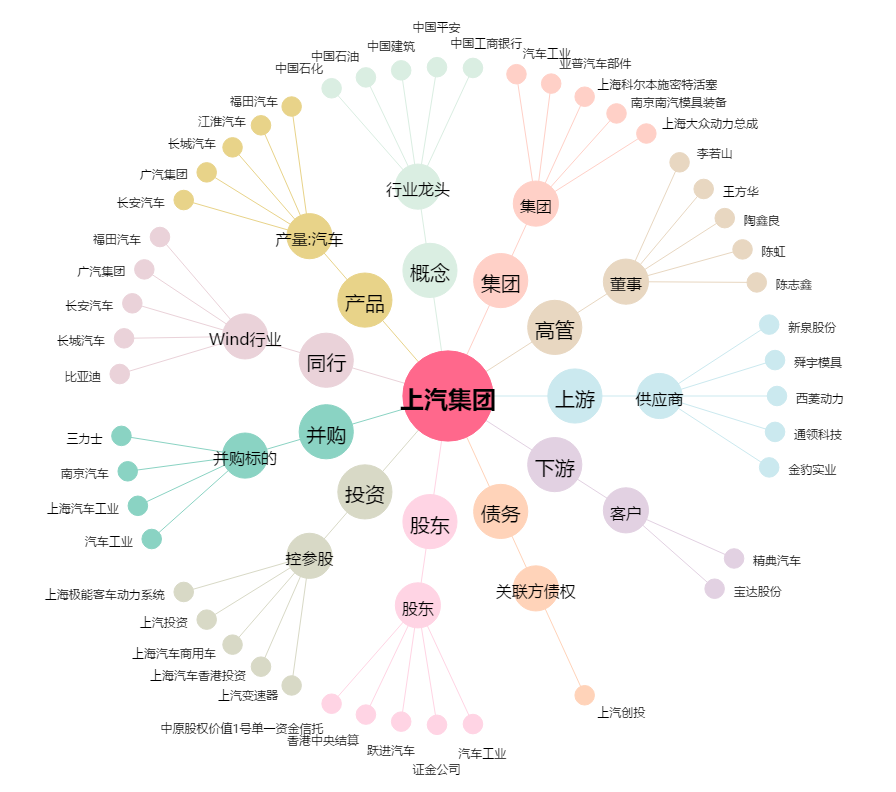 中国平安
中国工商银行
中国建筑
中国石油
中国石化
汽车工业
亚普汽车部件
上海科尔本施密特活塞
南京南汽模具装备
上海大众动力总成
福田汽车
江淮汽车
长城汽车
广汽集团
长安汽车
李若山
王方华
陶鑫良
陈虹
陈志鑫
行业龙头
集团
产量:汽车
概念
集团
董事
产品
高管
福田汽车
广汽集团
长安汽车
长城汽车
比亚迪
Wind行业
同行
上汽集团
上游
供应商
新泉股份
舜宇模具
西菱动力
通领科技
金豹实业
三力士
南京汽车
上海汽车工业
汽车工业
并购标的
并购
投资
股东
债务
下游
客户
精典汽车
宝达股份
控参股
股东
关联方债权
上海极能客车动力系统
上汽投资
上海汽车商用车
上海汽车香港投资
上汽变速器
中原股权价值1号单一资金信托
香港中央结算
跃进汽车
证金公司
汽车工业
上汽创投